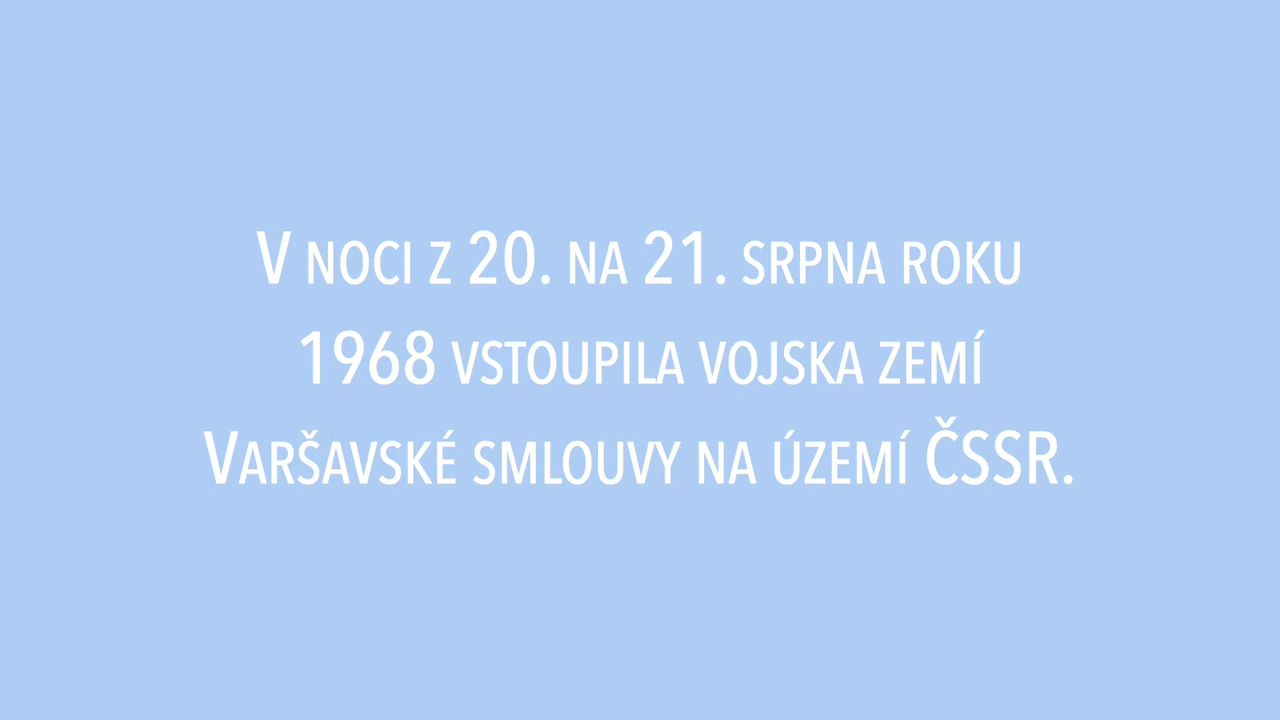 V noci z 20. na 21. srpna roku
1968 vstoupila vojska zemí
Varšavské smlouvy na území ČSSR.